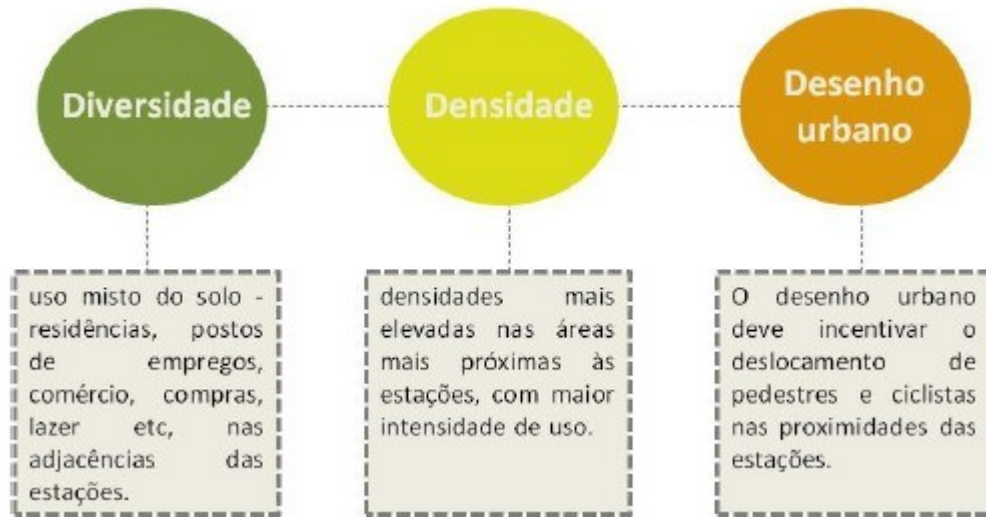 Diversidade
Densidade
Desenho
urbano
uso misto do solo -
residências, postos
de empregos,
comércio, compras,
lazer etc, nas
adjacências das
estações.
densidades mais
elevadas nas áreas
mais próximas às
estações, com maior
intensidade de uso.
O desenho urbano
deve incentivar o
deslocamento de
pedestres e ciclistas
nas proximidades das
estações.